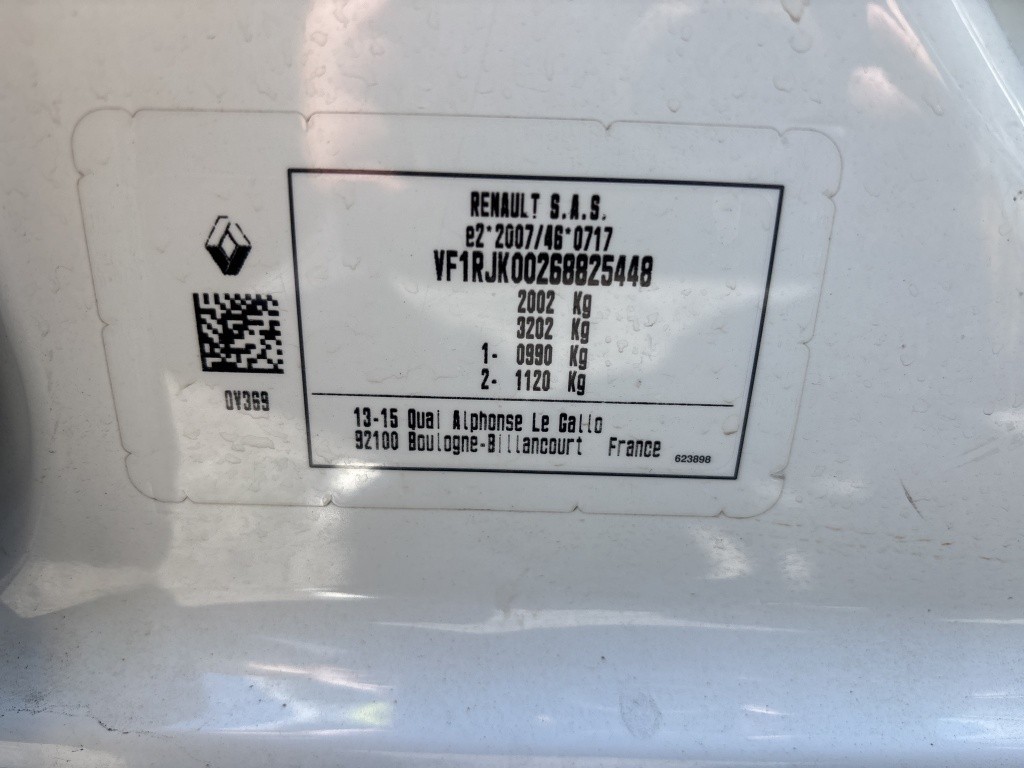 RENAULT S.A.S.
e2*2007/46*0717
VF1RJK00268825448
2002 Kg
3202 Kg
1- 0990 Kg
2- 1120 Kg
0V369
13-15 Quai Alphonse Le Gallo
92100 Boulogne-Billancourt France
623898